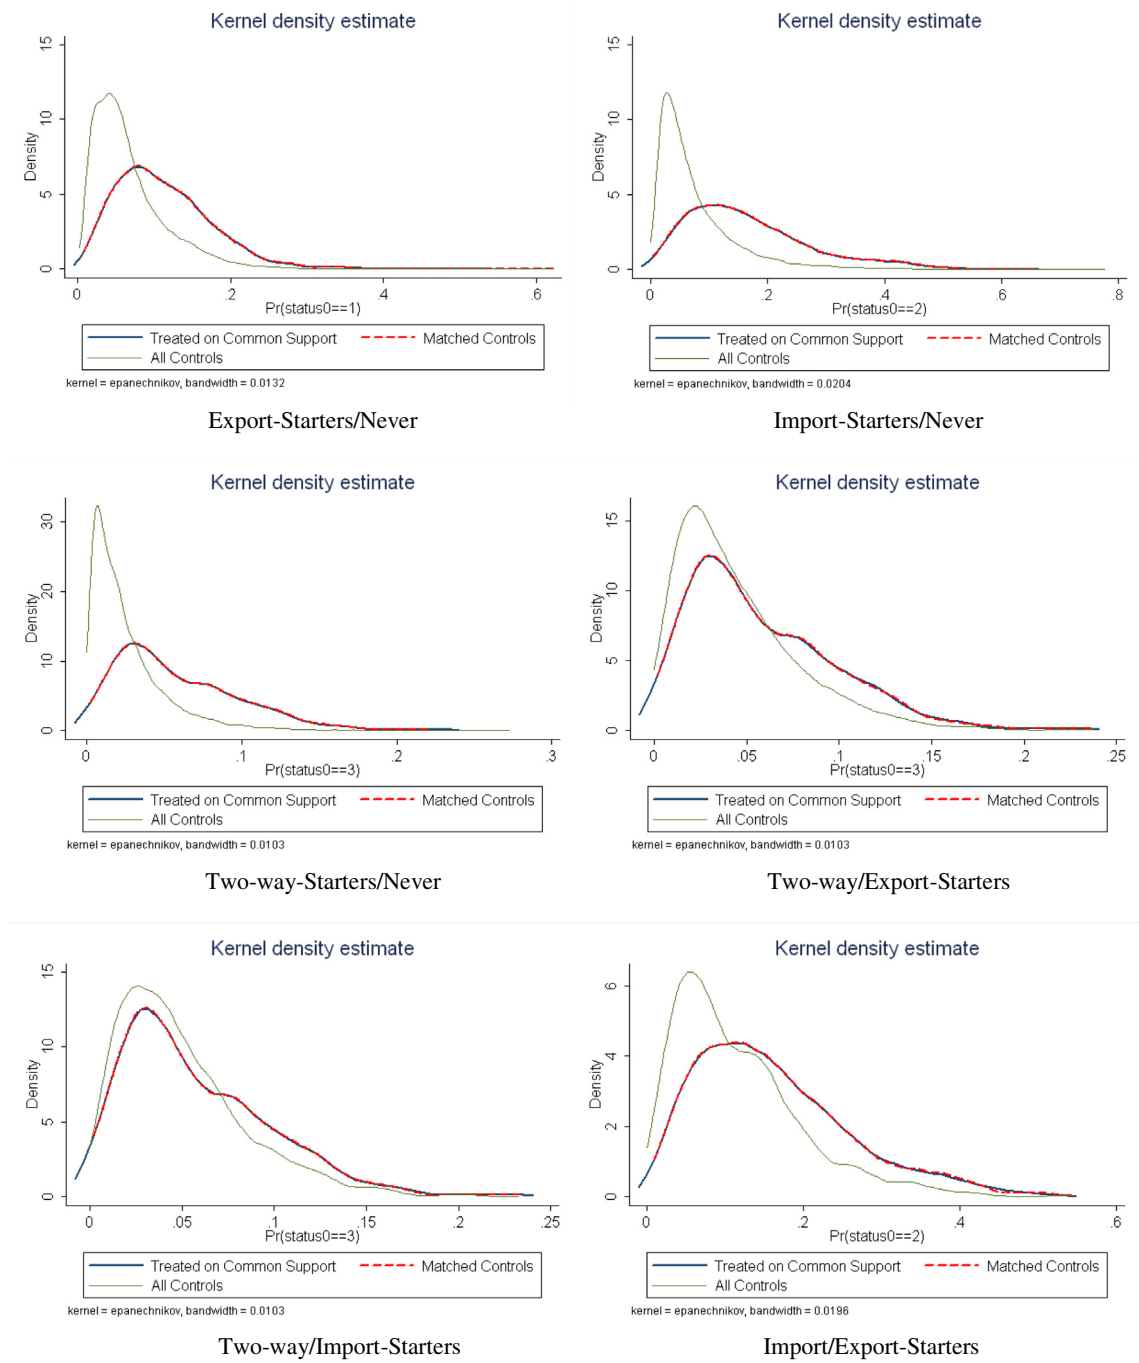 Kernel density estimate
15
10
5
0
Density
0 .2 .4 .6
Pr(status0==1)
Treated on Common Support Matched Controls
All Controls
kernel = epanechnikov, bandwidth = 0.0132
Export-Starters/Never
Kernel density estimate
15
10
5
0
Density
0 .2 .4 .6 .8
Pr(status0==2)
Treated on Common Support Matched Controls
All Controls
kernel = epanechnikov, bandwidth = 0.0204
Import-Starters/Never
Kernel density estimate
30
20
10
0
Density
0 .1 .2 .3
Pr(status0==3)
Treated on Common Support Matched Controls
All Controls
kernel = epanechnikov, bandwidth = 0.0103
Two-way-Starters/Never
Kernel density estimate
15
10
5
0
Density
0 .05 .1 .15 .2 .25
Pr(status0==3)
Treated on Common Support Matched Controls
All Controls
kernel = epanechnikov, bandwidth = 0.0103
Two-way/Export-Starters
Kernel density estimate
15
10
5
0
Density
0 .05 .1 .15 .2 .25
Pr(status0==3)
Treated on Common Support Matched Controls
All Controls
kernel = epanechnikov, bandwidth = 0.0103
Two-way/Import-Starters
Kernel density estimate
6
4
2
0
Density
0 .2 .4 .6
Pr(status0==2)
Treated on Common Support Matched Controls
All Controls
kernel = epanechnikov, bandwidth = 0.0196
Import/Export-Starters